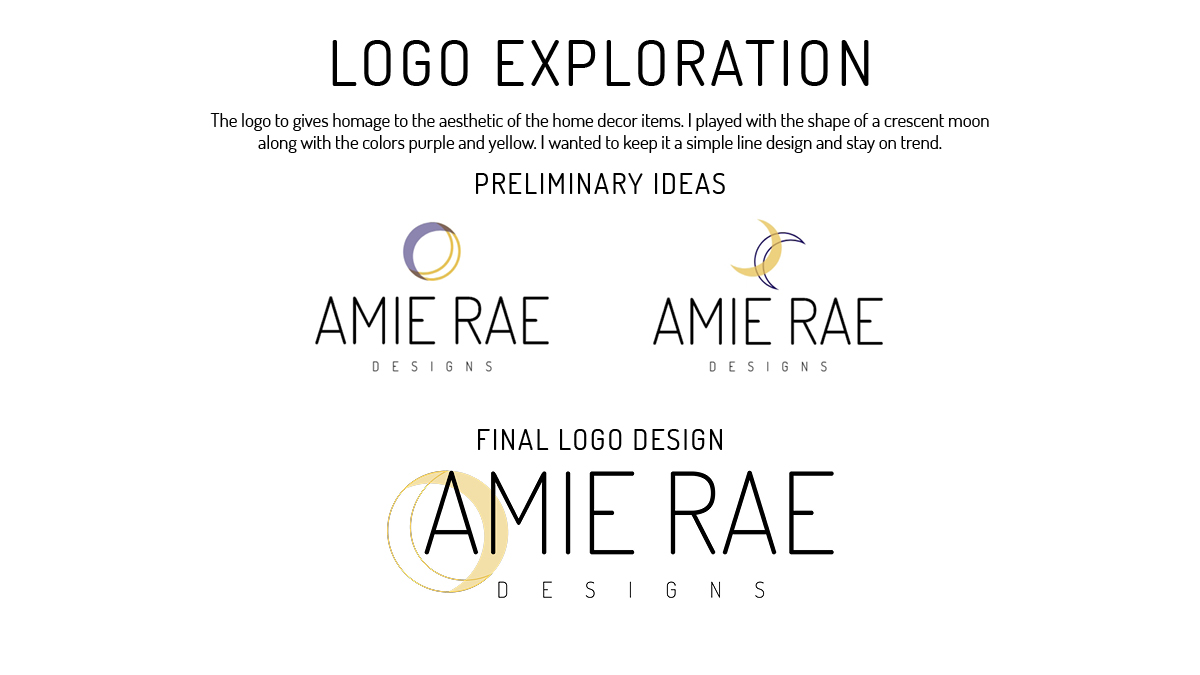 LOGO EXPLORATION
The logo to gives homage to the aesthetic of the home decor items. I played with the shape of a crescent moon
along with the colors purple and yellow. I wanted to keep it a simple line design and stay on trend.
PRELIMINARY IDEAS
AMIE RAE
DESIGNS
AMIE RAE
DESIGNS
FINAL LOGO DESIGN
AMIE RAE
DESIGNS